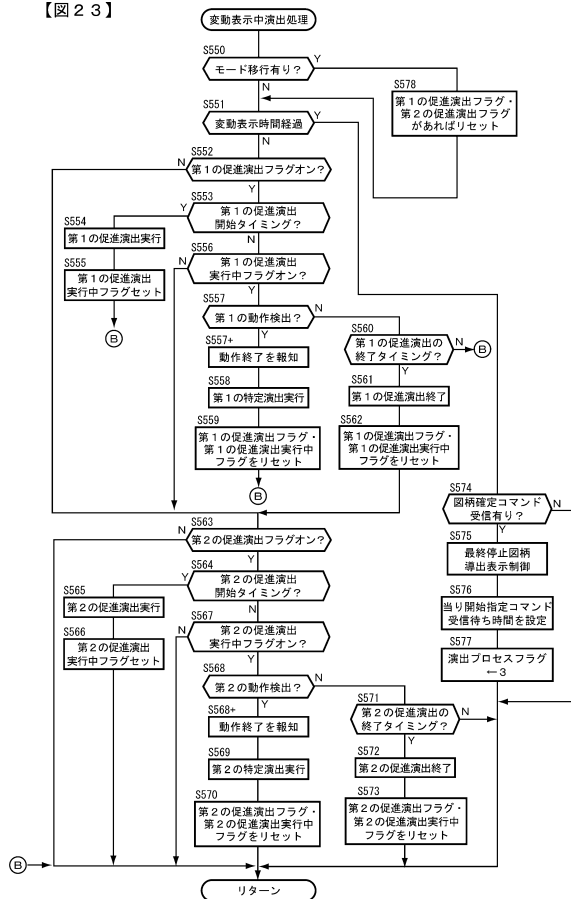 【図２３】
変動表示中演出処理
S550
モード移行有り？
Y
N
S578
第１の促進演出フラグ・
第２の促進演出フラグ
があればリセット
S551
変動表示時間経過
Y
N
S552
第１の促進演出フラグオン？
N
Y
S553
第１の促進演出
開始タイミング？
Y
N
S554
第１の促進演出実行
S555
第１の促進演出
実行中フラグセット
B
S556
第１の促進演出
実行中フラグオン？
N
Y
S557
第１の動作検出？
N
Y
S557+
動作終了を報知
S558
第１の特定演出実行
S559
第１の促進演出フラグ・
第１の促進演出実行中
フラグをリセット
B
S560
第１の促進演出の
終了タイミング？
N
B
Y
S561
第１の促進演出終了
S562
第１の促進演出フラグ・
第１の促進演出実行中
フラグをリセット
S563
第２の促進演出フラグオン？
N
Y
S564
第２の促進演出
開始タイミング？
Y
N
S565
第２の促進演出実行
S566
第２の促進演出
実行中フラグセット
S567
第２の促進演出
実行中フラグオン？
N
Y
S568
第２の動作検出？
N
Y
S568+
動作終了を報知
S569
第２の特定演出実行
S570
第２の促進演出フラグ・
第２の促進演出実行中
フラグをリセット
S571
第２の促進演出の
終了タイミング？
N
Y
S572
第２の促進演出終了
S573
第２の促進演出フラグ・
第２の促進演出実行中
フラグをリセット
S574
図柄確定コマンド
受信有り？
N
Y
S575
最終停止図柄
導出表示制御
S576
当り開始指定コマンド
受信待ち時間を設定
S577
演出プロセスフラグ
←３
B
リターン